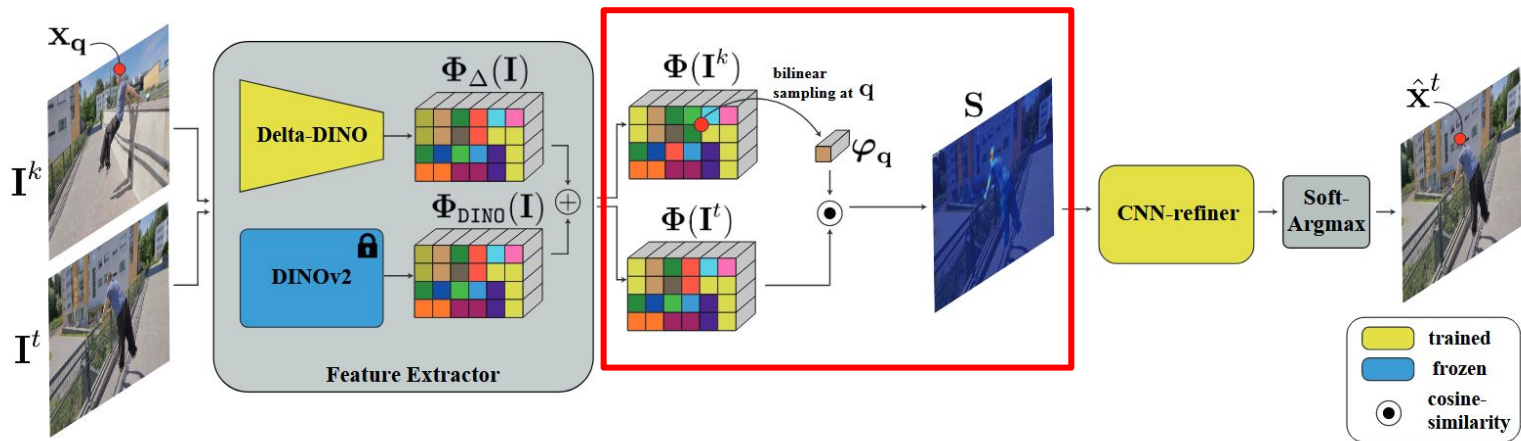 x_q
I^k
I^t
Delta-DINO
Φ_Δ(I)
DINOv2
Φ_DINO(I)
+
Feature Extractor
Φ(I^k)
bilinear
sampling at q
φ_q
Φ(I^t)
S
CNN-refiner
Soft-
Argmax
x̂^t
trained
frozen
cosine-
similarity